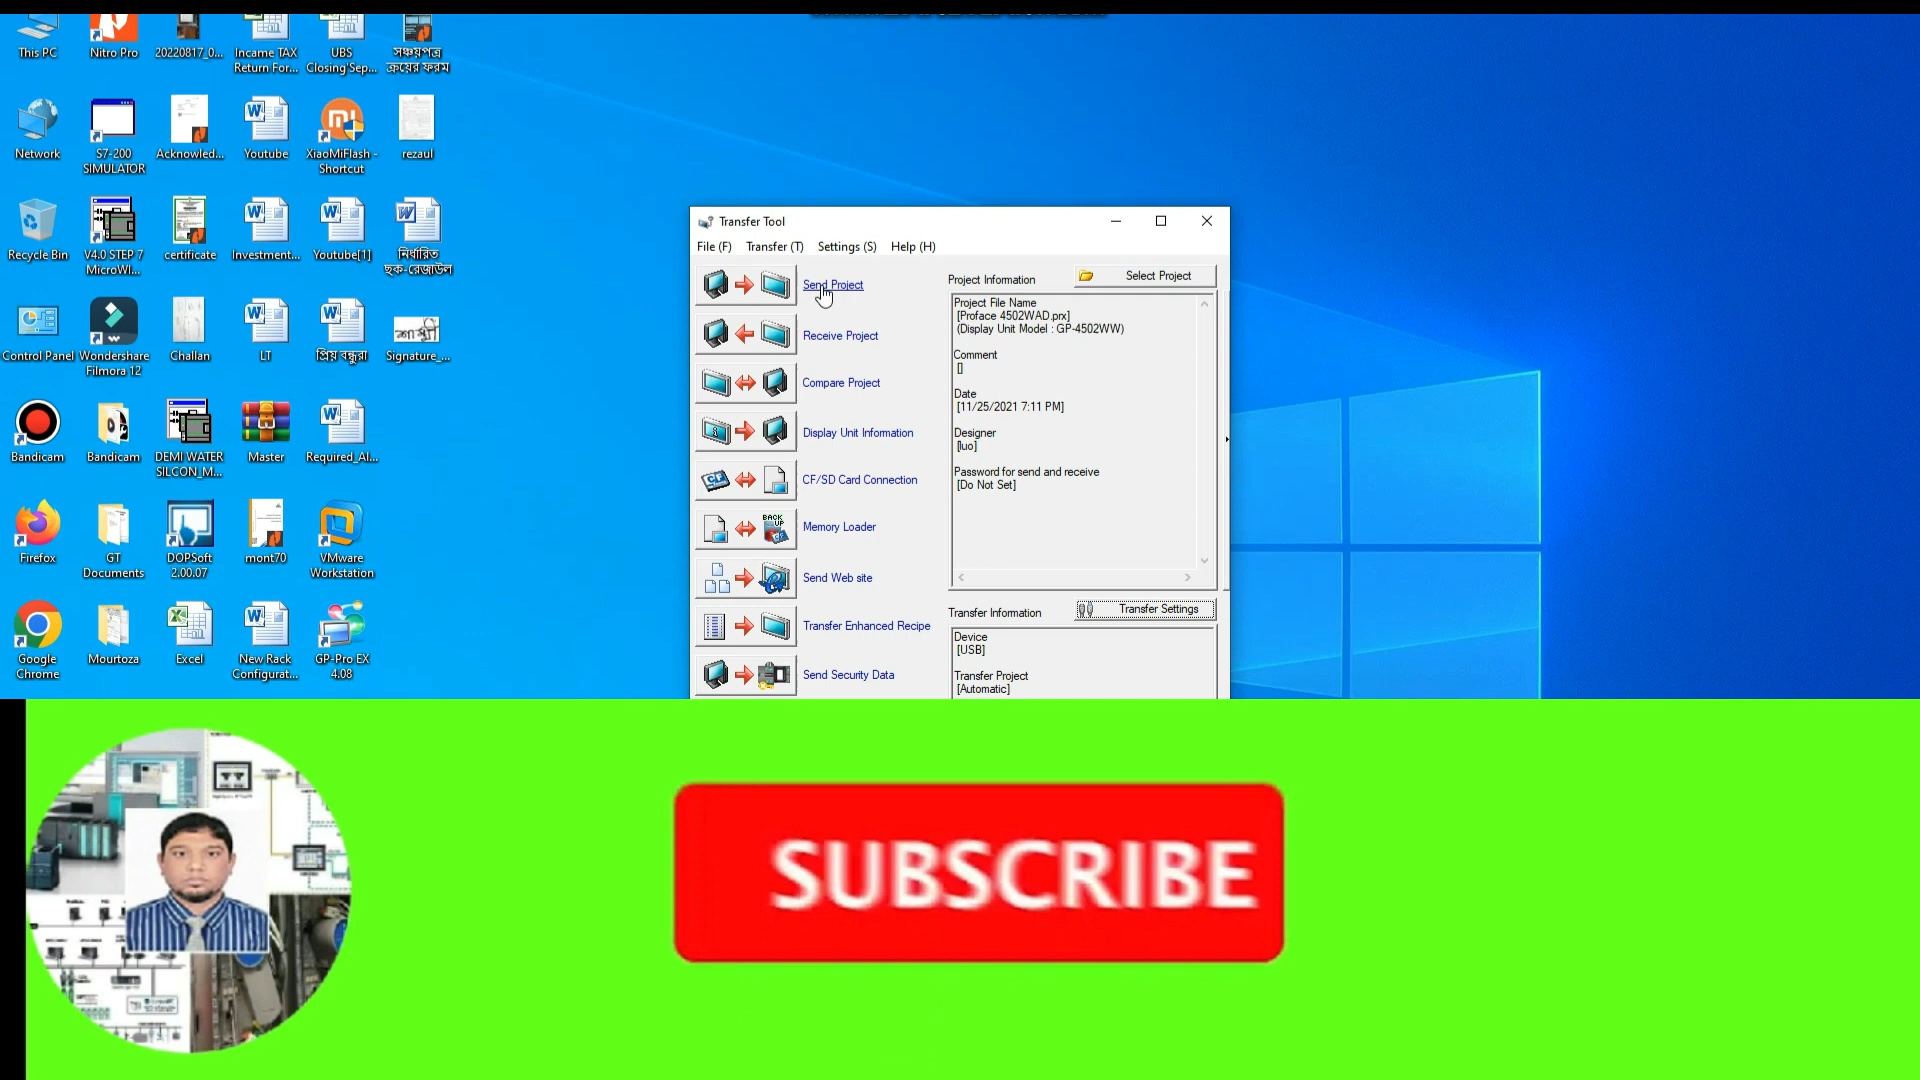 This PC
Nitro Pro
20220817_0...
Incame TAX
Return For...
UBS
Closing'Sep...
সঞ্চয়পত্র
ক্রয়ের ফরম
Network
S7-200
SIMULATOR
Acknowled...
Youtube
XiaoMiFlash -
Shortcut
rezaul
Recycle Bin
V4.0 STEP 7
MicroWI...
certificate
Investment...
Youtube[1]
নির্ধারিত
ছক-রেজাউল
Control Panel
Wondershare
Filmora 12
Challan
LT
প্রিয় বন্ধুরা
Signature_...
Bandicam
Bandicam
DEMI WATER
SILCON_M...
Master
Required_Al...
Firefox
GT
Documents
DOPSoft
2.00.07
mont70
VMware
Workstation
Google
Chrome
Mourtoza
Excel
New Rack
Configurat...
GP-Pro EX
4.08
Transfer Tool
File (F) Transfer (T) Settings (S) Help (H)
Send Project
Receive Project
Compare Project
Display Unit Information
CF/SD Card Connection
Memory Loader
Send Web site
Transfer Enhanced Recipe
Send Security Data
Project Information
Select Project
Project File Name
[Proface 4502WAD.prx]
(Display Unit Model : GP-4502WW)
Comment
[]
Date
[11/25/2021 7:11 PM]
Designer
[luo]
Password for send and receive
[Do Not Set]
Transfer Information
Transfer Settings
Device
[USB]
Transfer Project
[Automatic]
SUBSCRIBE